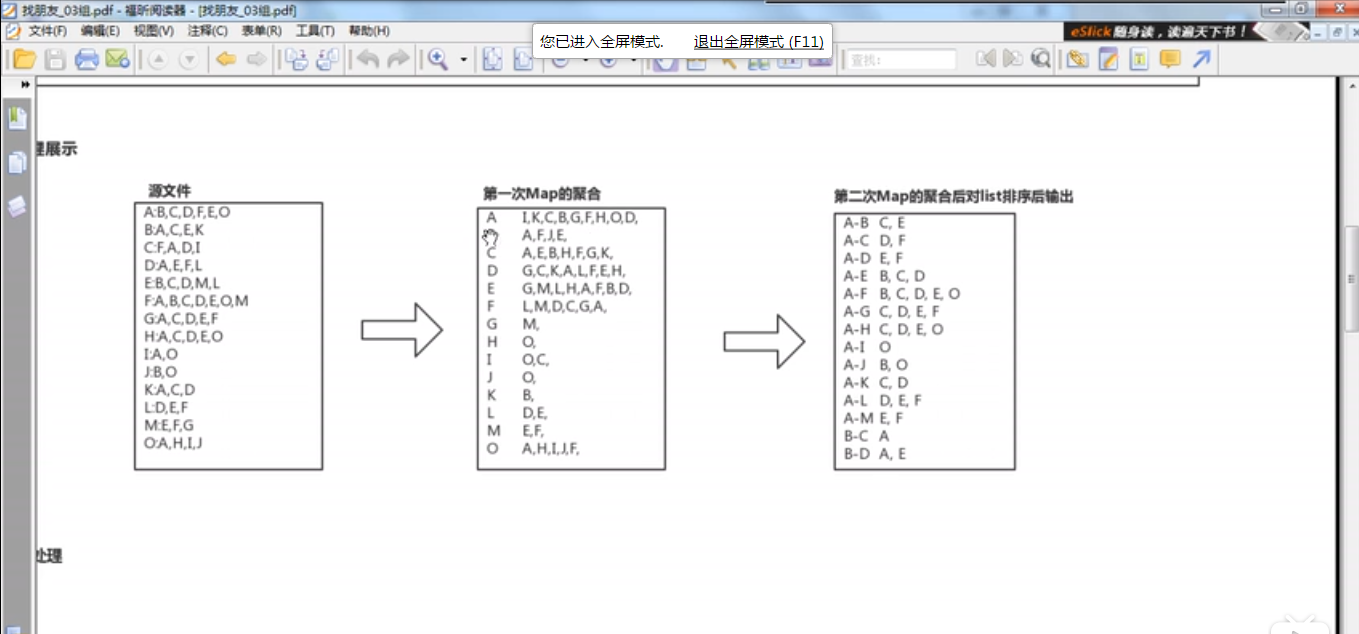 找朋友_03组.pdf - 福昕阅读器 - [找朋友_03组.pdf]
文件(F) 编辑(E) 视图(V) 注释(C) 表单(R) 工具(T) 帮助(H)
您已进入全屏模式. 退出全屏模式 (F11)
eSlick 随身读，读遍天下书！
查找:
理展示
源文件
A:B,C,D,F,E,O
B:A,C,E,K
C:F,A,D,I
D:A,E,F,L
E:B,C,D,M,L
F:A,B,C,D,E,O,M
G:A,C,D,E,F
H:A,C,D,E,O
I:A,O
J:B,O
K:A,C,D
L:D,E,F
M:E,F,G
O:A,H,I,J
第一次Map的聚合
A I,K,C,B,G,F,H,O,D,
A,F,J,E,
C A,E,B,H,F,G,K,
D G,C,K,A,L,F,E,H,
E G,M,L,H,A,F,B,D,
F L,M,D,C,G,A,
G M,
H O,
I O,C,
J O,
K B,
L D,E,
M E,F,
O A,H,I,J,F,
第二次Map的聚合后对list排序后输出
A-B C, E
A-C D, F
A-D E, F
A-E B, C, D
A-F B, C, D, E, O
A-G C, D, E, F
A-H C, D, E, O
A-I O
A-J B, O
A-K C, D
A-L D, E, F
A-M E, F
B-C A
B-D A, E
处理